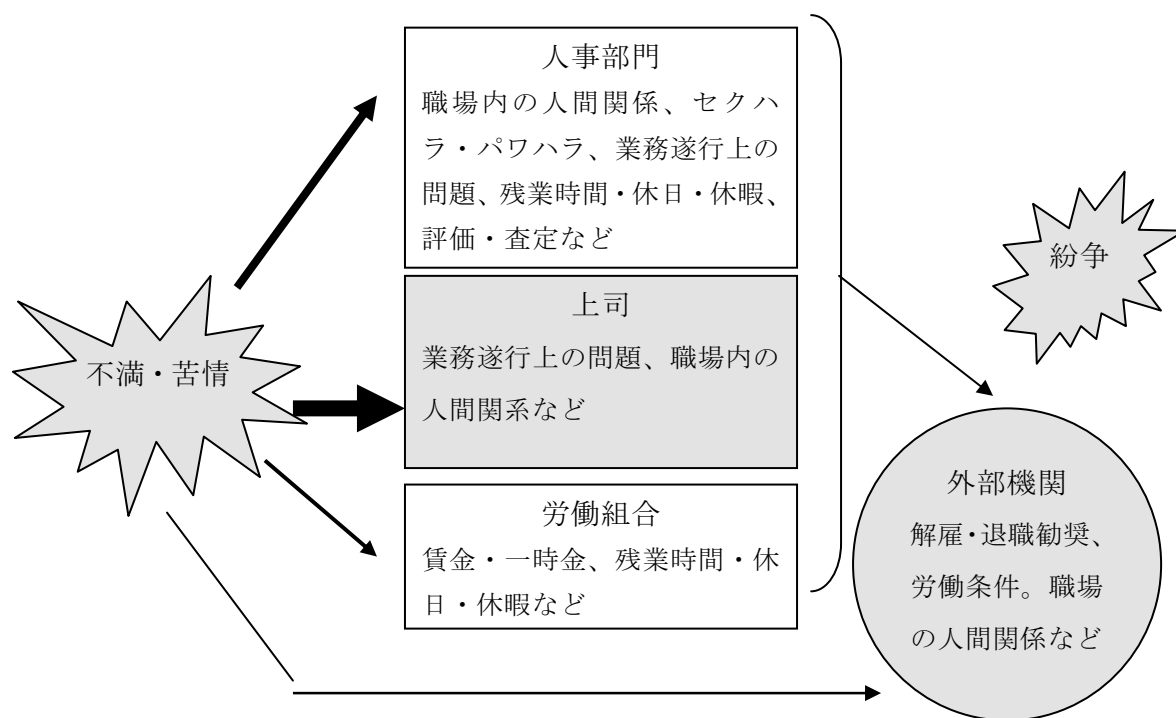 人事部門
職場内の人間関係、セクハ
ラ・パワハラ、業務遂行上の
問題、残業時間・休日・休暇、
評価・査定など
紛争
上司
業務遂行上の問題、職場内の
人間関系など
不満・苦情
労働組合
賃金・一時金、残業時間・休
日・休暇など
外部機関
解雇・退職勧奨、
労働条件。職場
の人間関係など